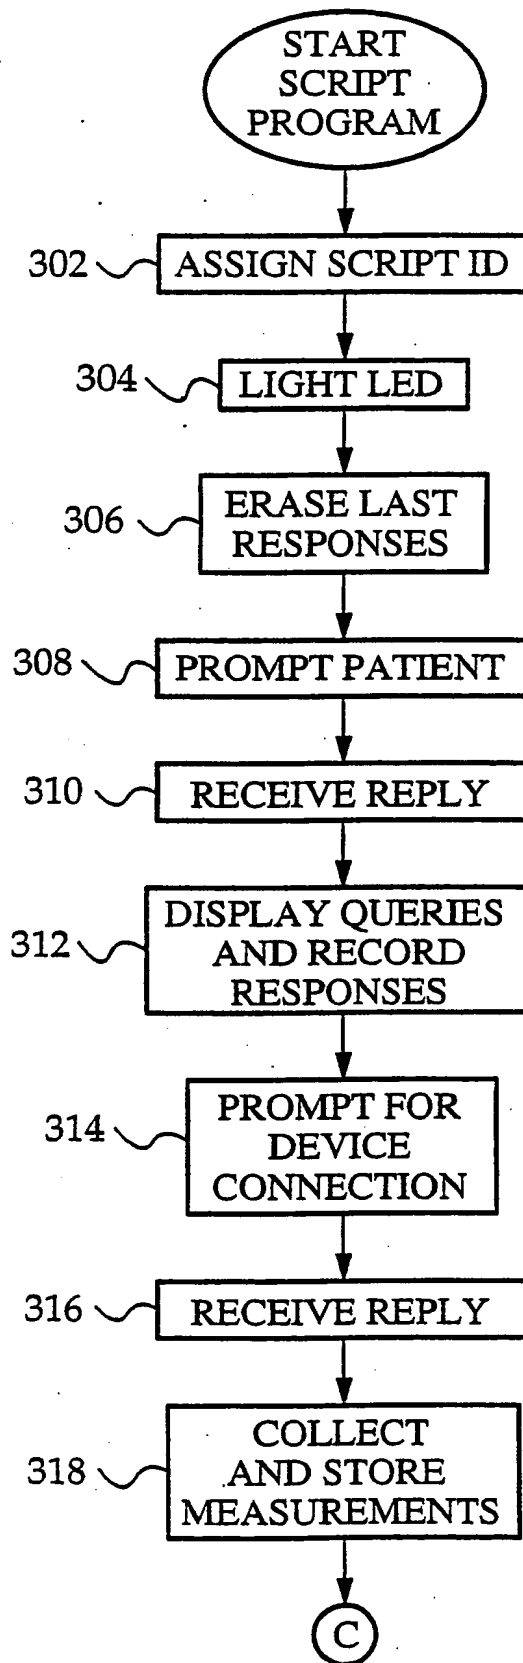 START
SCRIPT
PROGRAM
302
ASSIGN SCRIPT ID
304
LIGHT LED
306
ERASE LAST
RESPONSES
308
PROMPT PATIENT
310
RECEIVE REPLY
312
DISPLAY QUERIES
AND RECORD
RESPONSES
314
PROMPT FOR
DEVICE
CONNECTION
316
RECEIVE REPLY
318
COLLECT
AND STORE
MEASUREMENTS
C